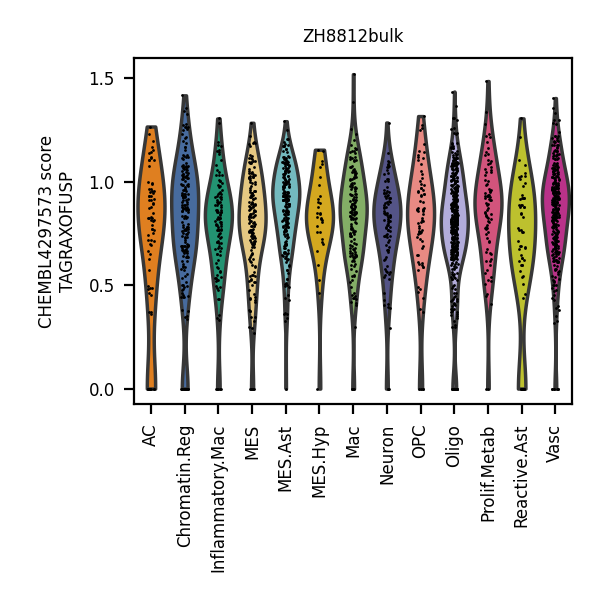 ZH8812bulk
CHEMBL4297573 score
TAGRAXOFUSP
1.5
1.0
0.5
0.0
AC
Chromatin.Reg
Inflammatory.Mac
MES
MES.Ast
MES.Hyp
Mac
Neuron
OPC
Oligo
Prolif.Metab
Reactive.Ast
Vasc